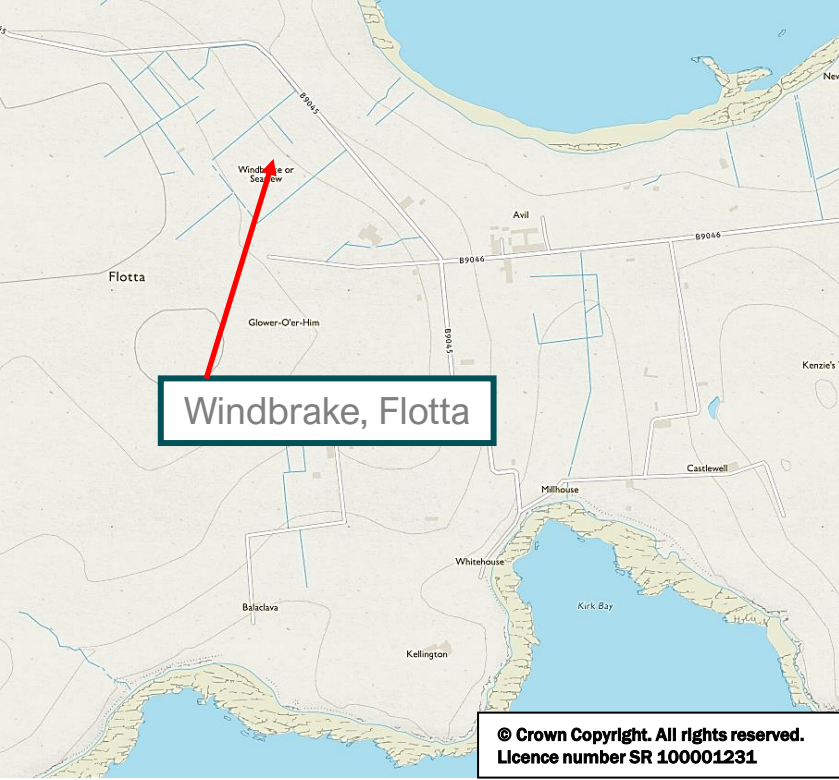 B9045
New
Windbrake or
Seaview
Avil
B9046
B9046
Flotta
Glower-O'er-Him
B9045
Kenzie's
Windbrake, Flotta
Castlewell
Millhouse
Whitehouse
Balaclava
Kirk Bay
Kellington
© Crown Copyright. All rights reserved.
Licence number SR 100001231